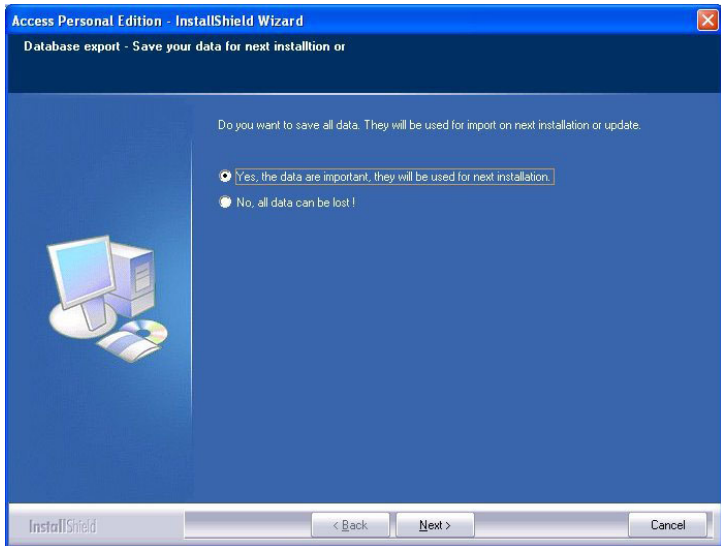 Access Personal Edition - InstallShield Wizard
Database export - Save your data for next installtion or
Do you want to save all data. They will be used for import on next installation or update.
Yes, the data are important, they will be used for next installation.
No, all data can be lost !
InstallShield
< Back
Next >
Cancel